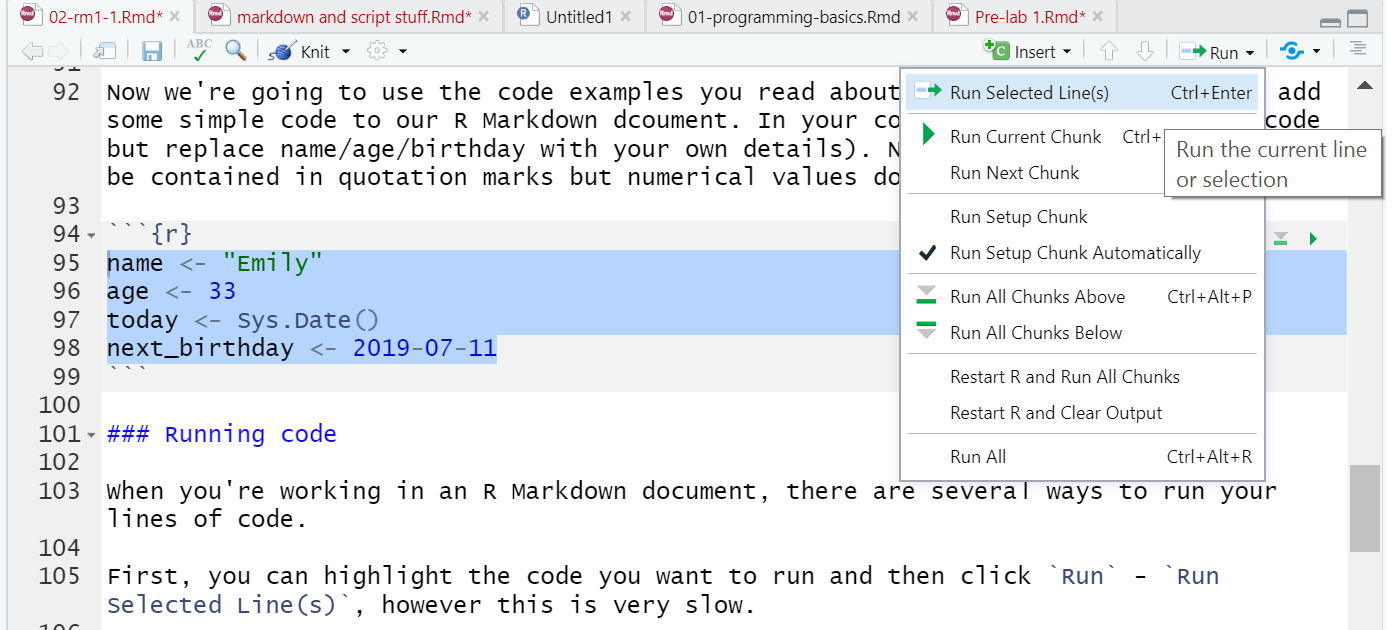 02-rm1-1.Rmd* markdown and script stuff.Rmd* Untitled1 01-programming-basics.Rmd Pre-lab 1.Rmd*
ABC Knit Insert Run
92 Now we're going to use the code examples you read about add
some simple code to our R Markdown dcoument. In your co code
but replace name/age/birthday with your own details). N
be contained in quotation marks but numerical values do
93
94 ```{r}
95 name <- "Emily"
96 age <- 33
97 today <- Sys.Date()
98 next_birthday <- 2019-07-11
99 ```
100
101 ### Running code
102
103 When you're working in an R Markdown document, there are several ways to run your
lines of code.
104
105 First, you can highlight the code you want to run and then click `Run` - `Run
Selected Line(s)`, however this is very slow.
Run Selected Line(s) Ctrl+Enter
Run Current Chunk Ctrl+
Run Next Chunk
Run Setup Chunk
Run Setup Chunk Automatically
Run All Chunks Above Ctrl+Alt+P
Run All Chunks Below
Restart R and Run All Chunks
Restart R and Clear Output
Run All Ctrl+Alt+R
Run the current line
or selection